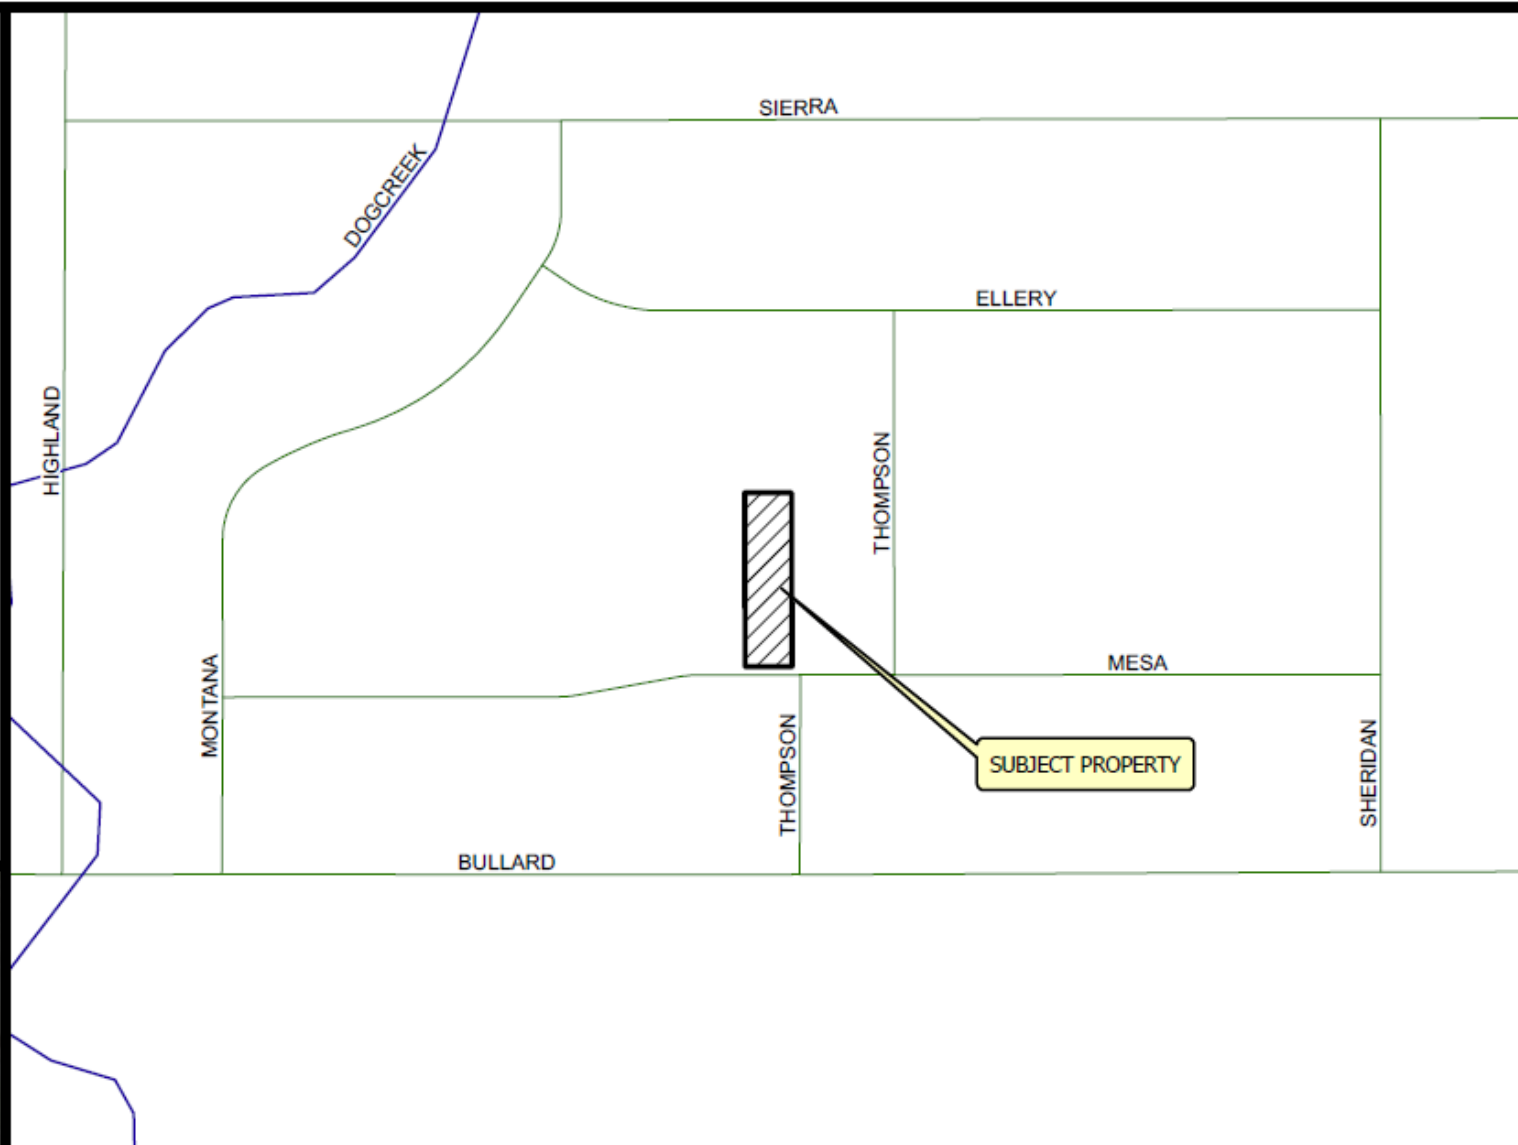 SIERRA
DOGCREEK
ELLERY
HIGHLAND
THOMPSON
MESA
MONTANA
THOMPSON
SUBJECT PROPERTY
SHERIDAN
BULLARD